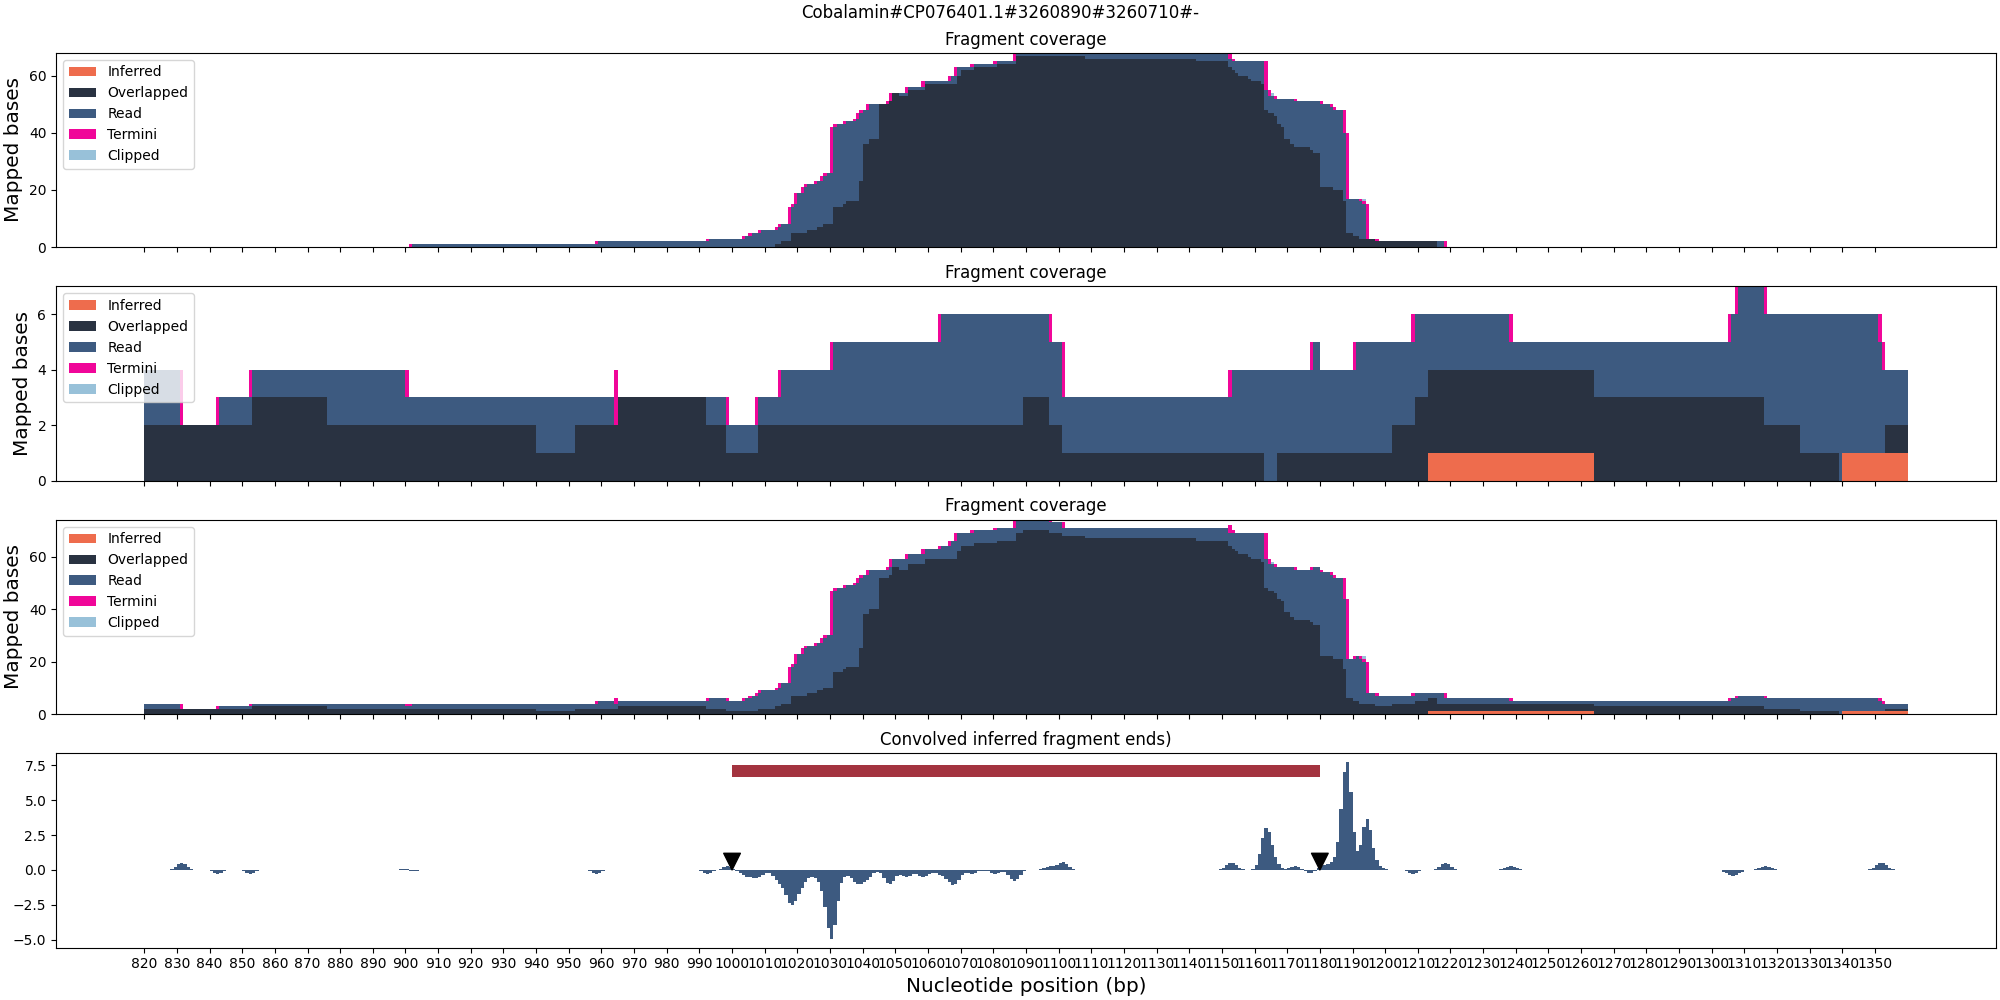 Cobalamin#CP076401.1#3260890#3260710#-
Fragment coverage
Mapped bases
60
40
20
0
Inferred
Overlapped
Read
Termini
Clipped
Fragment coverage
Mapped bases
6
4
2
0
Inferred
Overlapped
Read
Termini
Clipped
Fragment coverage
Mapped bases
60
40
20
0
Inferred
Overlapped
Read
Termini
Clipped
Convolved inferred fragment ends)
7.5
5.0
2.5
0.0
−2.5
−5.0
820 830 840 850 860 870 880 890 900 910 920 930 940 950 960 970 980 990 1000 1010 1020 1030 1040 1050 1060 1070 1080 1090 1100 1110 1120 1130 1140 1150 1160 1170 1180 1190 1200 1210 1220 1230 1240 1250 1260 1270 1280 1290 1300 1310 1320 1330 1340 1350
Nucleotide position (bp)